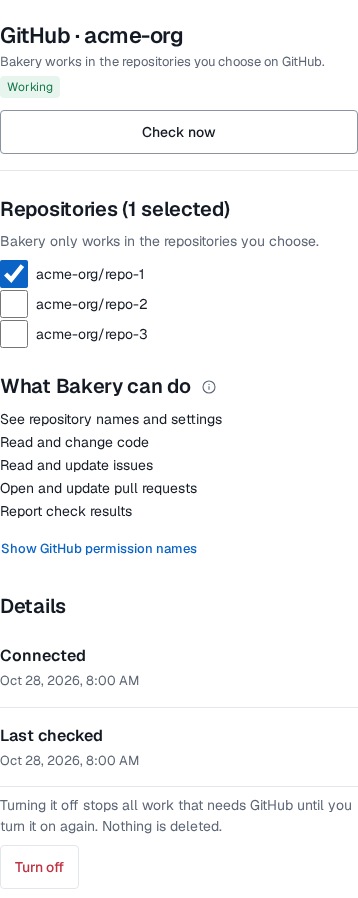 GitHub · acme-org
Bakery works in the repositories you choose on GitHub.
Working
Check now
Repositories (1 selected)
Bakery only works in the repositories you choose.
acme-org/repo-1
acme-org/repo-2
acme-org/repo-3
What Bakery can do
See repository names and settings
Read and change code
Read and update issues
Open and update pull requests
Report check results
Show GitHub permission names
Details
Connected
Oct 28, 2026, 8:00 AM
Last checked
Oct 28, 2026, 8:00 AM
Turning it off stops all work that needs GitHub until you
turn it on again. Nothing is deleted.
Turn off